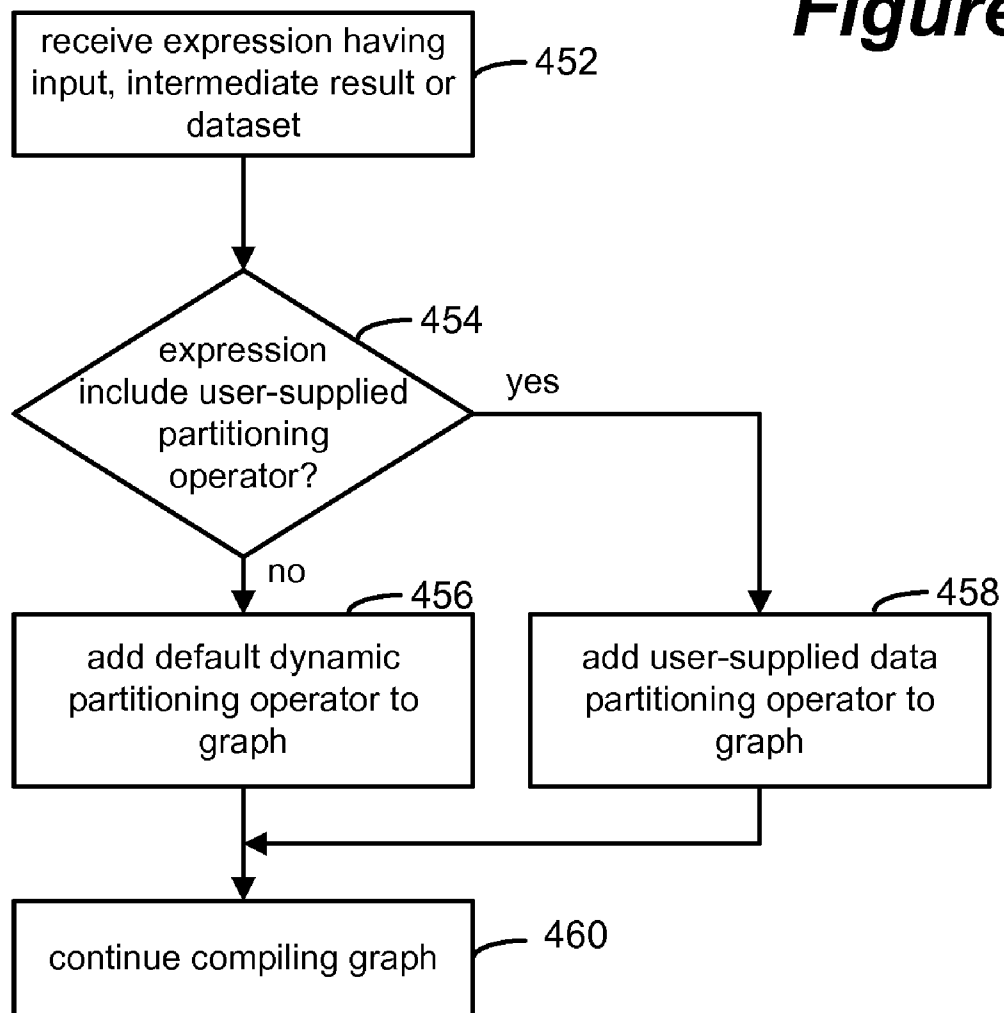 Figure
receive expression having
input, intermediate result or
dataset
452
454
expression
include user-supplied
partitioning
operator?
yes
no
456
458
add default dynamic
partitioning operator to
graph
add user-supplied data
partitioning operator to
graph
continue compiling graph
460